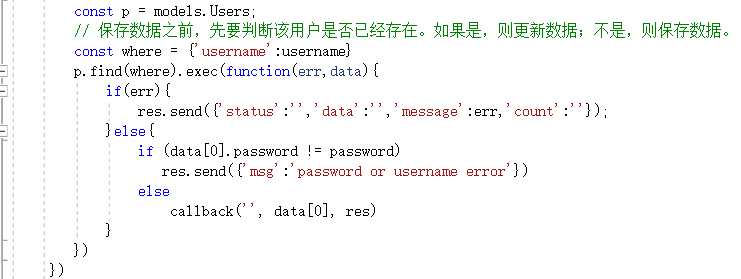 const p = models.Users;
// 保存数据之前，先要判断该用户是否已经存在。如果是，则更新数据；不是，则保存数据。
const where = {'username':username}
p.find(where).exec(function(err,data){
if(err){
res.send({'status':'','data':'','message':err,'count':''});
}else{
if (data[0].password != password)
res.send({'msg':'password or username error'})
else
callback('', data[0], res)
}
})
})